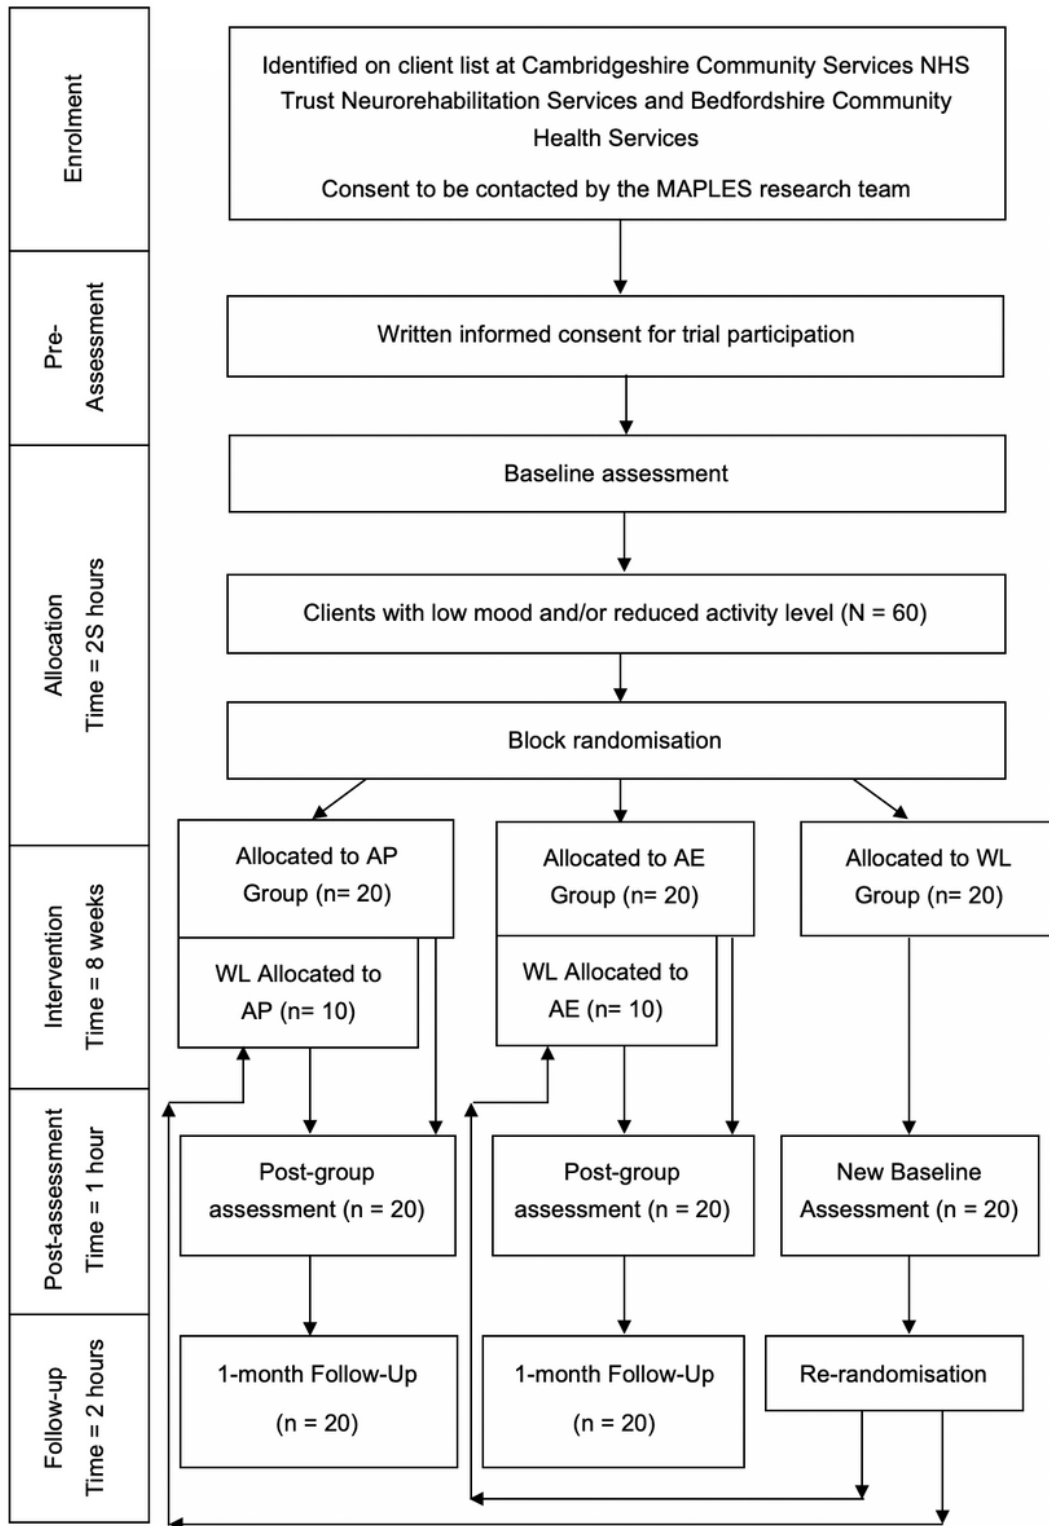 Enrolment
Identified on client list at Cambridgeshire Community Services NHS
Trust Neurorehabilitation Services and Bedfordshire Community
Health Services
Consent to be contacted by the MAPLES research team
Pre-
Assessment
Written informed consent for trial participation
Allocation
Time = 2S hours
Baseline assessment
Clients with low mood and/or reduced activity level (N = 60)
Block randomisation
Allocated to AP
Group (n= 20)
Allocated to AE
Group (n= 20)
Allocated to WL
Group (n= 20)
Intervention
Time = 8 weeks
WL Allocated to
AP (n= 10)
WL Allocated to
AE (n= 10)
Post-assessment
Time = 1 hour
Post-group
assessment (n = 20)
Post-group
assessment (n = 20)
New Baseline
Assessment (n = 20)
Follow-up
Time = 2 hours
1-month Follow-Up
(n = 20)
1-month Follow-Up
(n = 20)
Re-randomisation